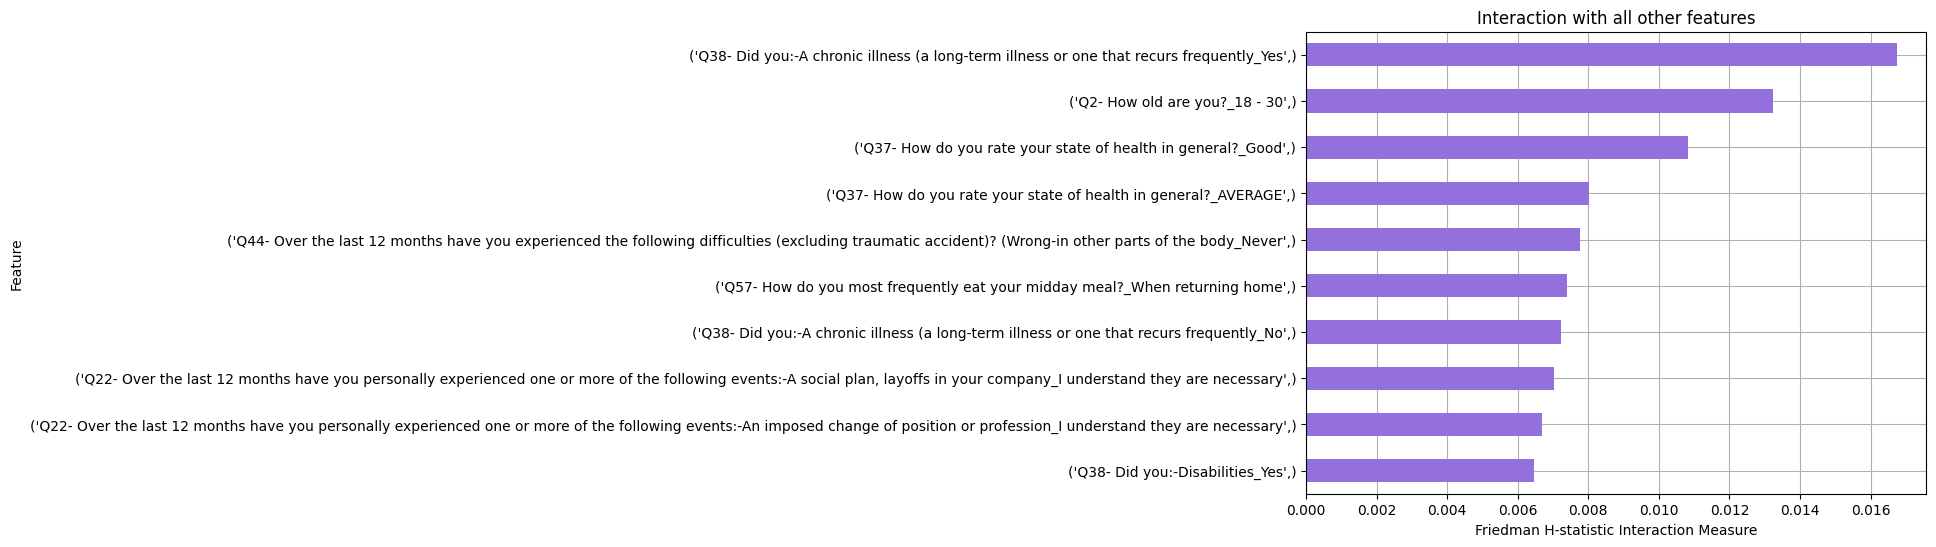 Interaction with all other features
('Q38- Did you:-A chronic illness (a long-term illness or one that recurs frequently_Yes',)
('Q2- How old are you?_18 - 30',)
('Q37- How do you rate your state of health in general?_Good',)
('Q37- How do you rate your state of health in general?_AVERAGE',)
('Q44- Over the last 12 months have you experienced the following difficulties (excluding traumatic accident)? (Wrong-in other parts of the body_Never',)
('Q57- How do you most frequently eat your midday meal?_When returning home',)
('Q38- Did you:-A chronic illness (a long-term illness or one that recurs frequently_No',)
('Q22- Over the last 12 months have you personally experienced one or more of the following events:-A social plan, layoffs in your company_I understand they are necessary',)
('Q22- Over the last 12 months have you personally experienced one or more of the following events:-An imposed change of position or profession_I understand they are necessary',)
('Q38- Did you:-Disabilities_Yes',)
Feature
0.000 0.002 0.004 0.006 0.008 0.010 0.012 0.014 0.016
Friedman H-statistic Interaction Measure